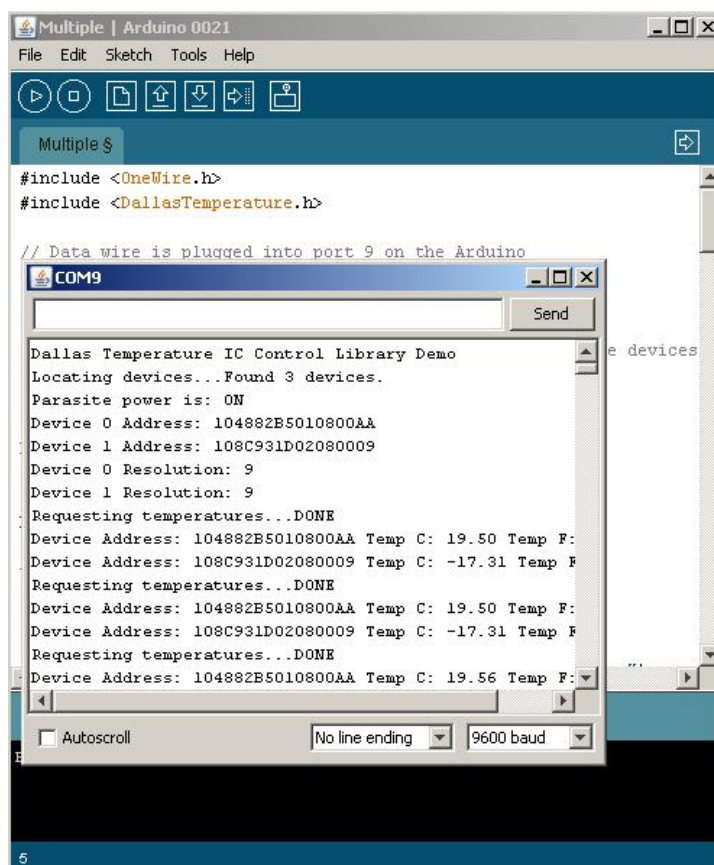 Multiple | Arduino 0021
File Edit Sketch Tools Help
Multiple §
#include <OneWire.h>
#include <DallasTemperature.h>
// Data wire is plugged into port 9 on the Arduino
COM9
Send
e devices
Dallas Temperature IC Control Library Demo
Locating devices...Found 3 devices.
Parasite power is: ON
Device 0 Address: 104882B5010800AA
Device 1 Address: 108C931D02080009
Device 0 Resolution: 9
Device 1 Resolution: 9
Requesting temperatures...DONE
Device Address: 104882B5010800AA Temp C: 19.50 Temp F:
Device Address: 108C931D02080009 Temp C: -17.31 Temp F
Requesting temperatures...DONE
Device Address: 104882B5010800AA Temp C: 19.50 Temp F:
Device Address: 108C931D02080009 Temp C: -17.31 Temp F
Requesting temperatures...DONE
Device Address: 104882B5010800AA Temp C: 19.56 Temp F:
Autoscroll
No line ending
9600 baud
5